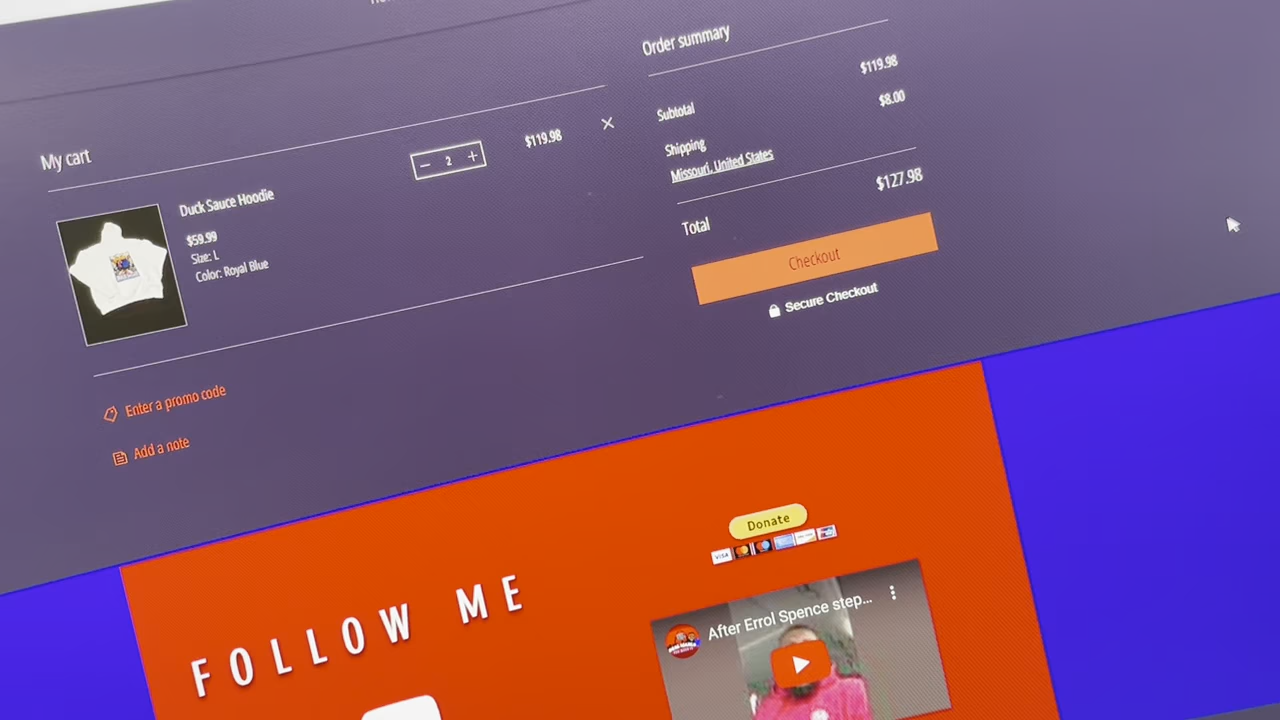 My cart
Duck Sauce Hoodie
$59.99
Size: L
Color: Royal Blue
2
$119.98
Enter a promo code
Add a note
Order summary
Subtotal
$119.98
Shipping
$8.00
Missouri, United States
Total
$127.98
Checkout
Secure Checkout
FOLLOW ME
Donate
VISA
After Errol Spence step...